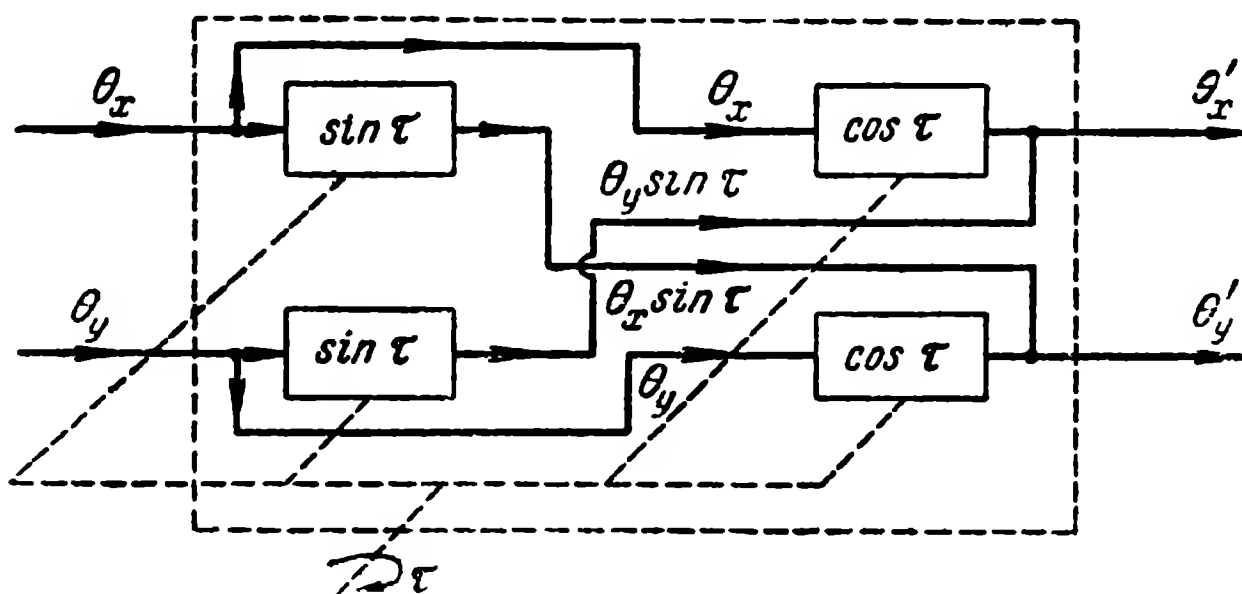 θx θx θ'x
sin τ cos τ
θy sin τ
θy θx sin τ θ'y
sin τ cos τ
θy
τ